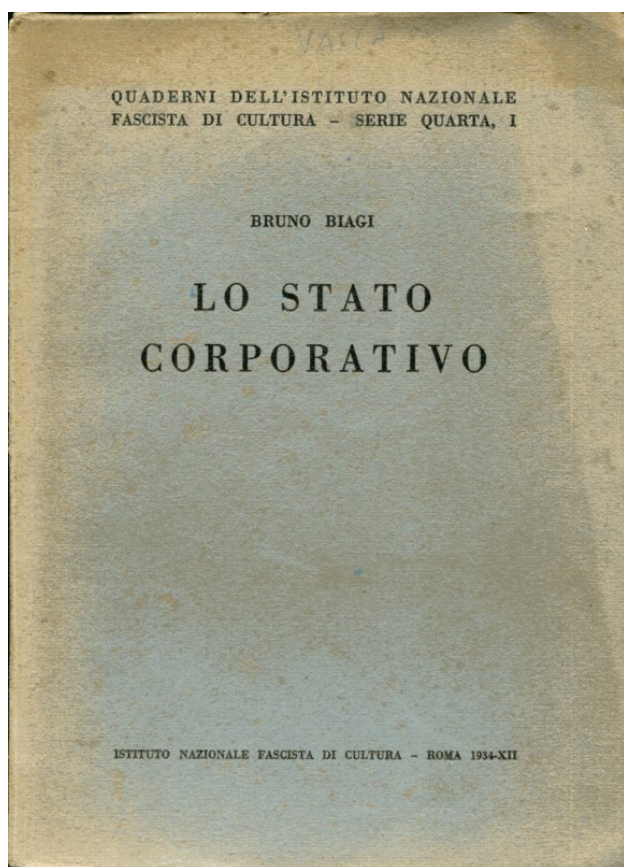 VACCA
QUADERNI DELL'ISTITUTO NAZIONALE
FASCISTA DI CULTURA – SERIE QUARTA, I
BRUNO BIAGI
LO STATO
CORPORATIVO
ISTITUTO NAZIONALE FASCISTA DI CULTURA – ROMA 1934-XII